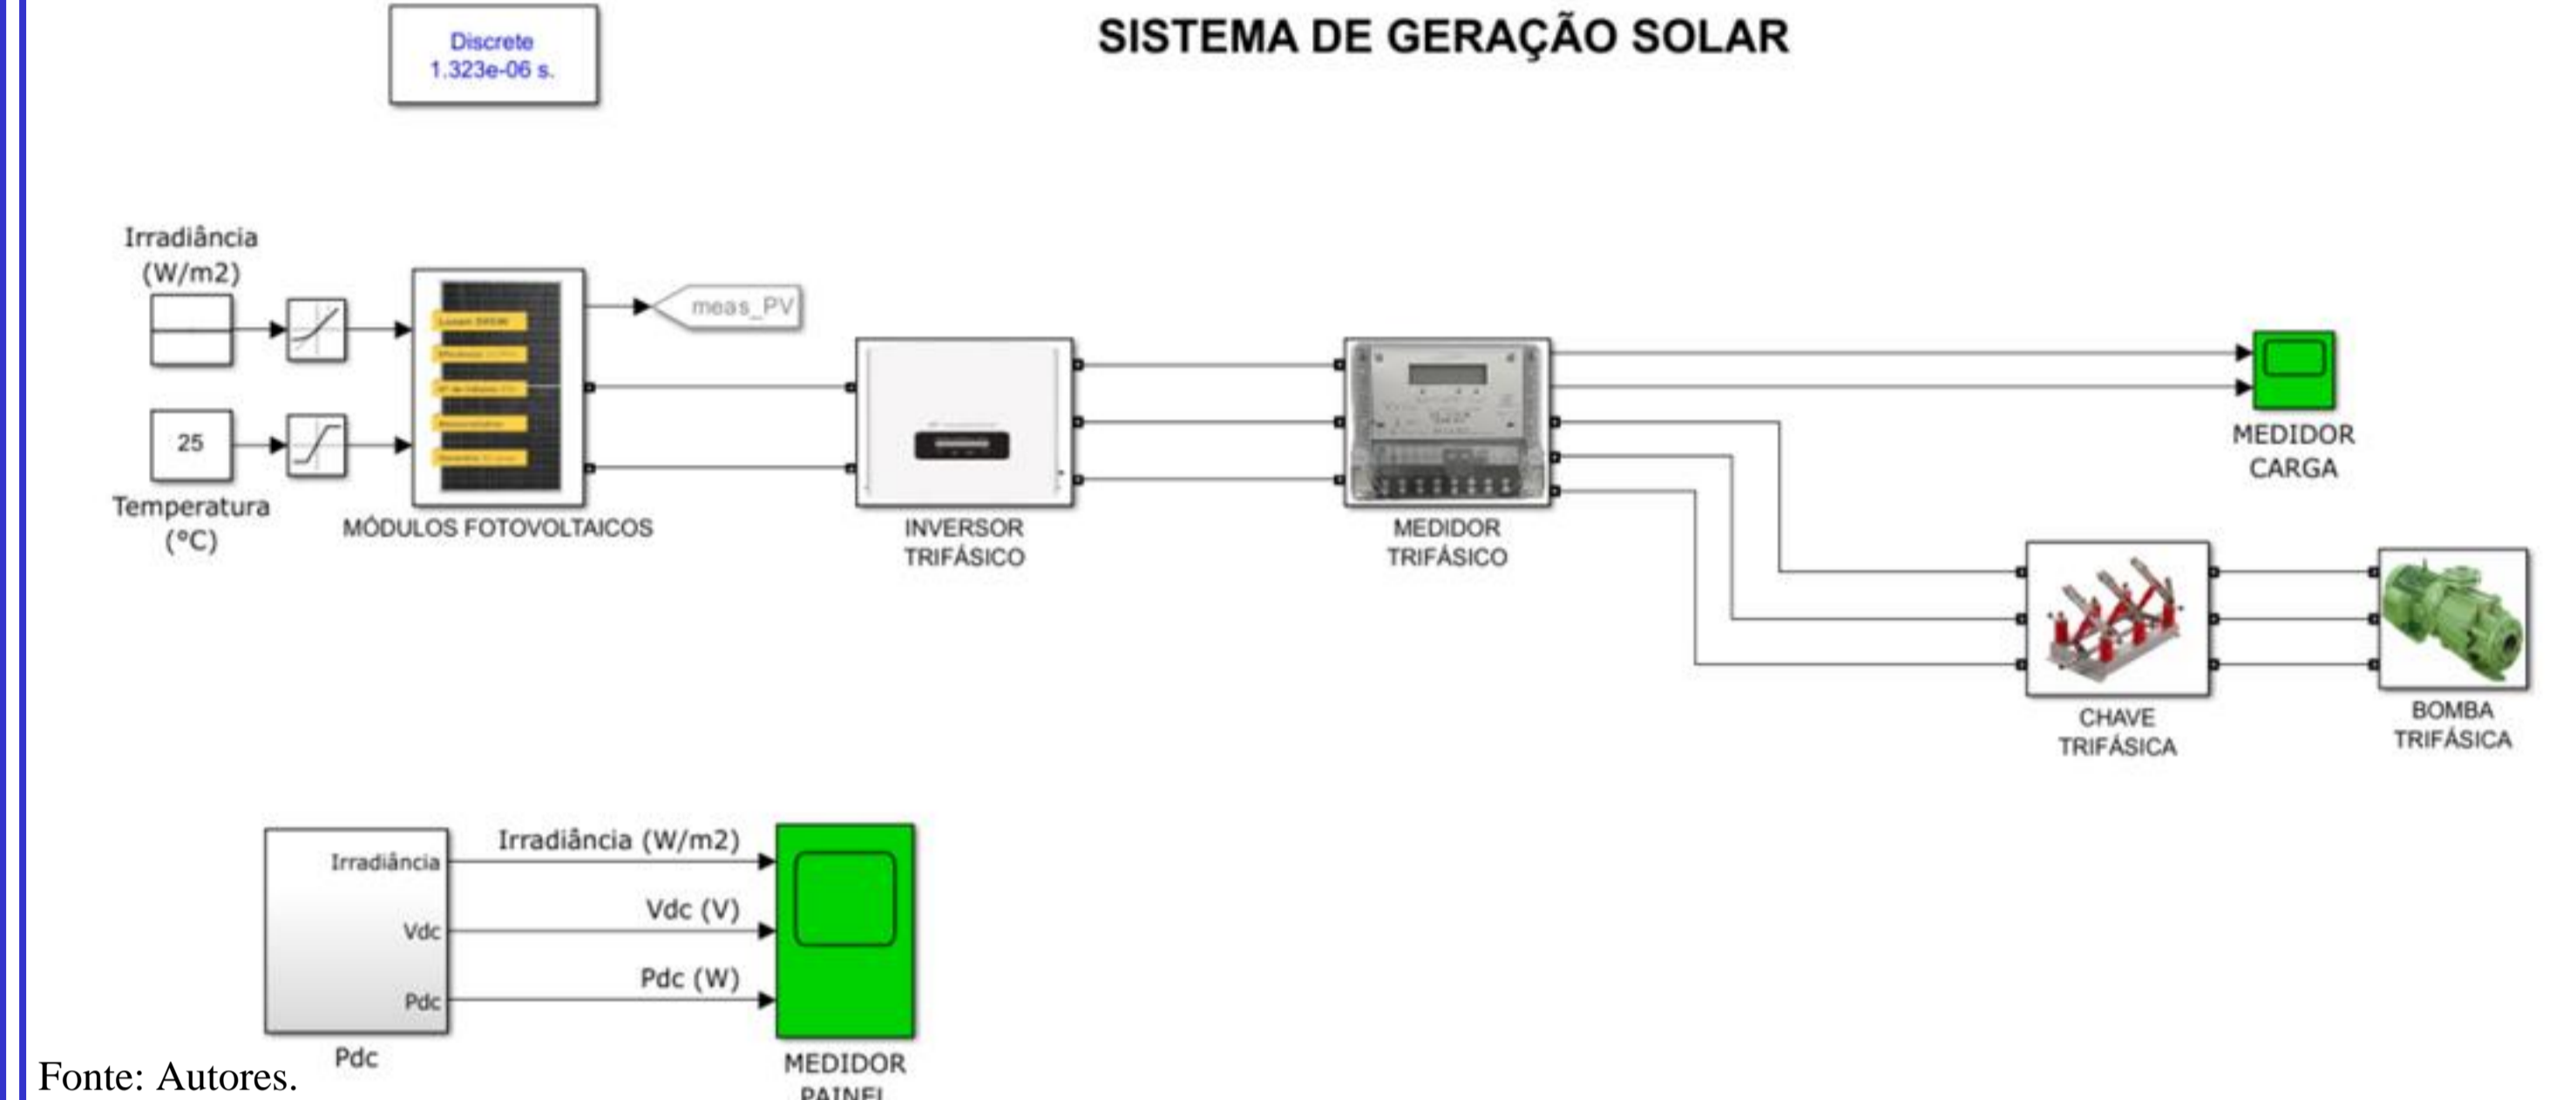 Discrete
1.323e-06 s.
SISTEMA DE GERAÇÃO SOLAR
Irradiância
(W/m2)
meas_PV
25
Temperatura
(°C)
MÓDULOS FOTOVOLTAICOS
INVERSOR
TRIFÁSICO
MEDIDOR
TRIFÁSICO
MEDIDOR
CARGA
CHAVE
TRIFÁSICA
BOMBA
TRIFÁSICA
Irradiância
Vdc
Pdc
Pdc
Irradiância (W/m2)
Vdc (V)
Pdc (W)
MEDIDOR
PAINEL
Fonte: Autores.